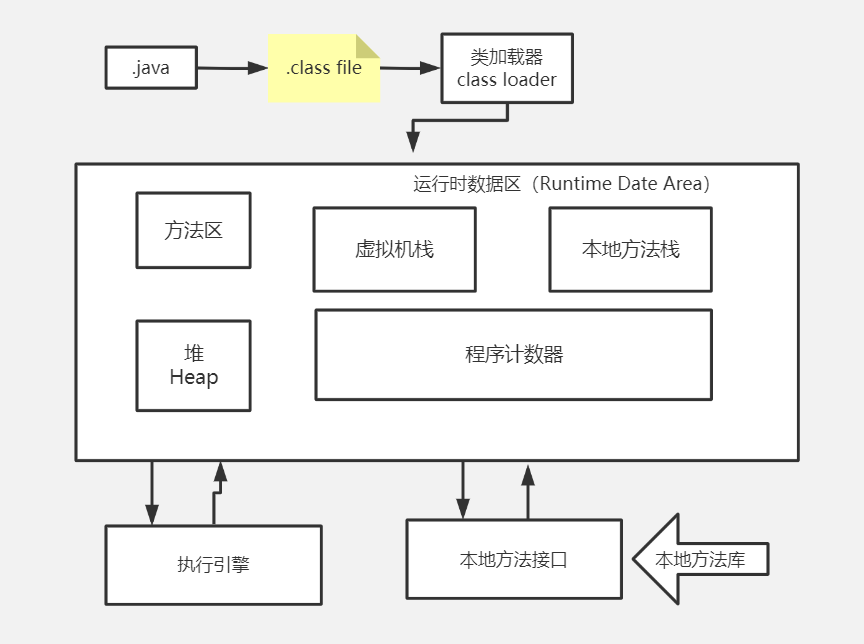 .java
.class file
类加载器
class loader
运行时数据区（Runtime Date Area）
方法区
虚拟机栈
本地方法栈
堆
Heap
程序计数器
执行引擎
本地方法接口
本地方法库